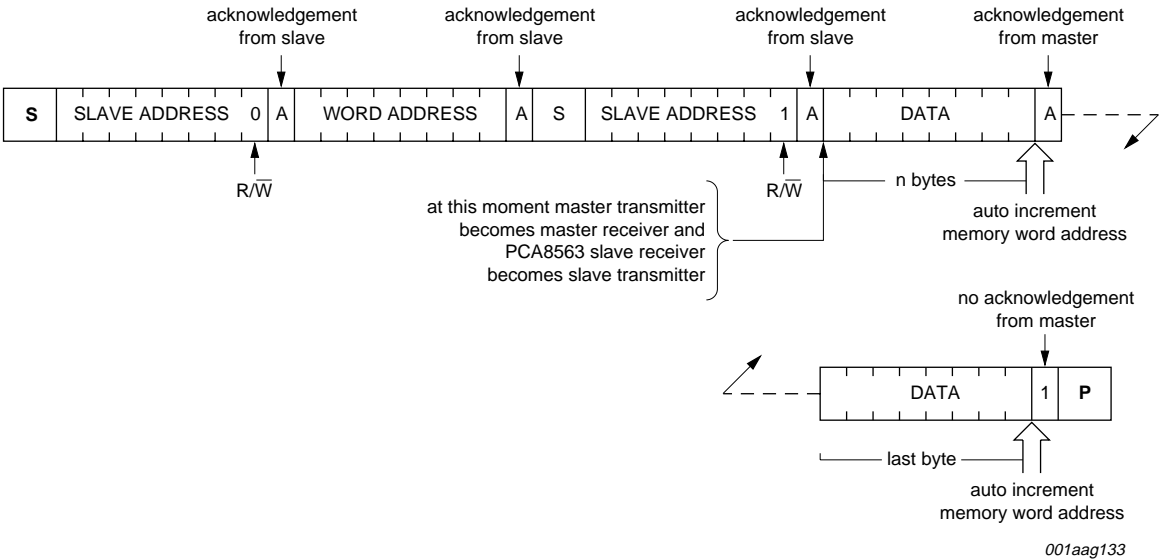 acknowledgement
from slave
acknowledgement
from slave
acknowledgement
from slave
acknowledgement
from master
S SLAVE ADDRESS 0 A WORD ADDRESS A S SLAVE ADDRESS 1 A DATA A
R/W̅
R/W̅
n bytes
at this moment master transmitter
becomes master receiver and
PCA8563 slave receiver
becomes slave transmitter
auto increment
memory word address
no acknowledgement
from master
DATA 1 P
last byte
auto increment
memory word address
001aag133